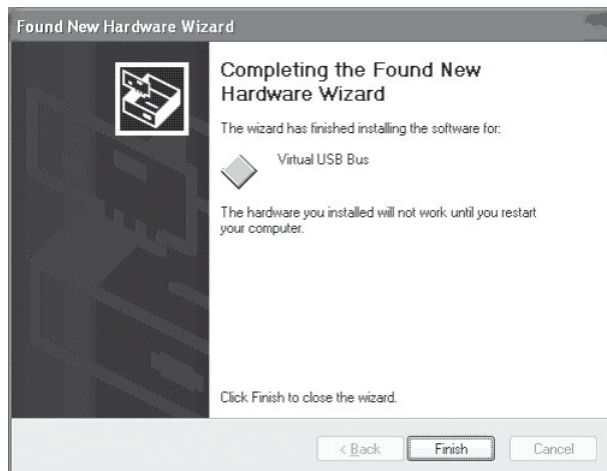 Found New Hardware Wizard
Completing the Found New
Hardware Wizard
The wizard has finished installing the software for:
Virtual USB Bus
The hardware you installed will not work until you restart
your computer.
Click Finish to close the wizard.
< Back
Finish
Cancel